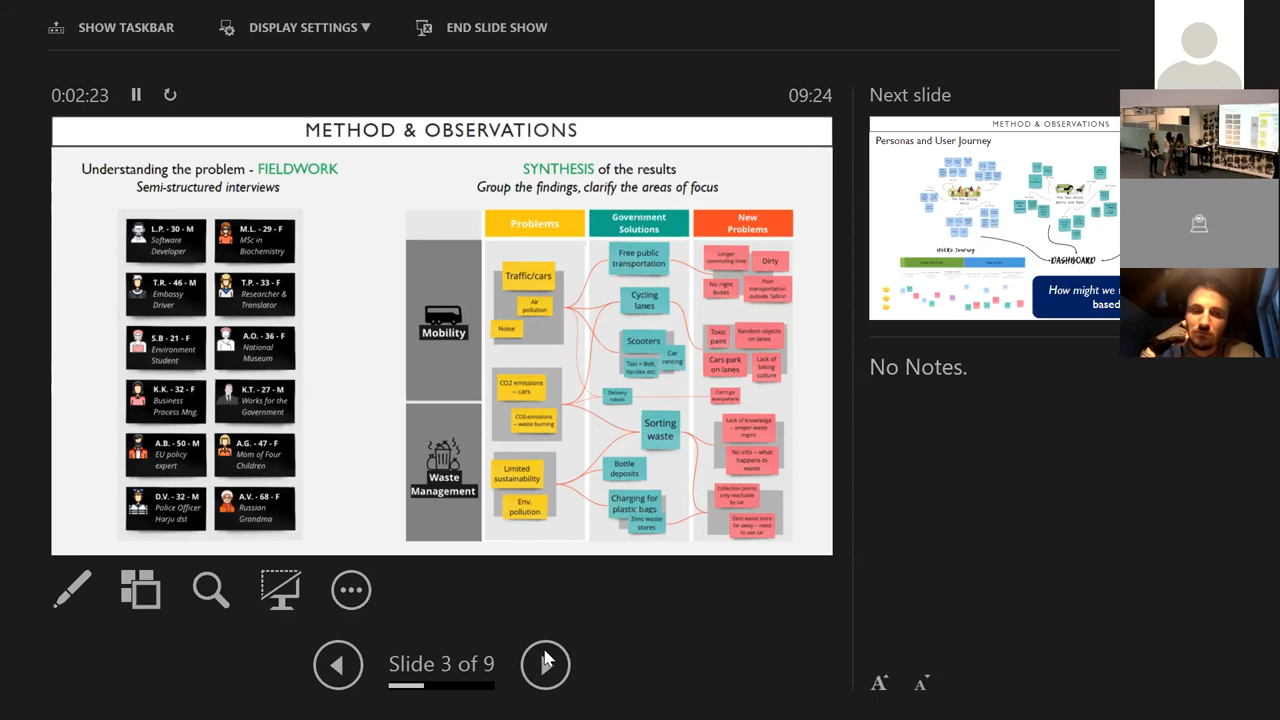 SHOW TASKBAR
DISPLAY SETTINGS ▼
END SLIDE SHOW
0:02:23
09:24
METHOD & OBSERVATIONS
Understanding the problem - FIELDWORK
Semi-structured interviews
L.P. - 30 - M
Software
Developer
M.L. - 29 - F
MSc in
Biochemistry
T.R. - 46 - M
Embassy
Driver
T.P. - 33 - F
Researcher &
Translator
S.B - 21 - F
Environment
Student
A.O. - 36 - F
National
Museum
K.K. - 32 - F
Business
Process Mng.
K.T. - 27 - M
Works for the
Government
A.B. - 50 - M
EU policy
expert
A.G. - 47 - F
Mom of Four
Children
D.V. - 32 - M
Police Officer
Harju dst
A.V. - 68 - F
Russian
Grandma
SYNTHESIS of the results
Group the findings, clarify the areas of focus
Problems
Government
Solutions
New
Problems
Mobility
Waste
Management
Traffic/cars
Air
pollution
Noise
CO2 emissions
– cars
CO2 emissions
– waste burning
Limited
sustainability
Env.
pollution
Free public
transportation
Cycling
lanes
Scooters
Car
renting
Taxi + Bolt,
Yandex etc.
Delivery
robots
Sorting
waste
Bottle
deposits
Charging for
plastic bags
Zero waste
stores
Longer
commuting time
Dirty
No night
buses
Poor
transportation
outside Tallinn
Toxic
paint
Random objects
on lanes
Cars park
on lanes
Lack of
biking
culture
Can't go
everywhere
Lack of knowledge
– proper waste
mgmt
No info – what
happens to
waste
Collection points
only reachable
by car
Zero waste store
far away – need
to use car
Slide 3 of 9
Next slide
METHOD & OBSERVATIONS
Personas and User Journey
USERS Journey
DASHBOARD
How might we
based
No Notes.
A
A